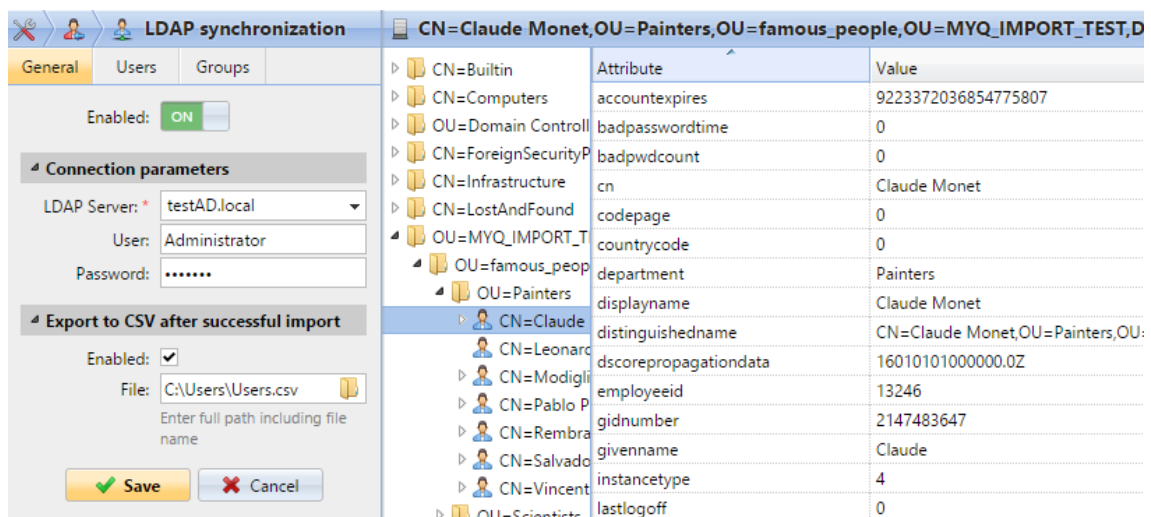 LDAP synchronization
General Users Groups
Enabled: ON
Connection parameters
LDAP Server: * testAD.local
User: Administrator
Password: •••••••
Export to CSV after successful import
Enabled:
File: C:\Users\Users.csv
Enter full path including file
name
Save Cancel
CN=Claude Monet,OU=Painters,OU=famous_people,OU=MYQ_IMPORT_TEST,D
CN=Builtin
CN=Computers
OU=Domain Controll
CN=ForeignSecurityP
CN=Infrastructure
CN=LostAndFound
OU=MYQ_IMPORT_TE
OU=famous_peop
OU=Painters
CN=Claude
CN=Leonard
CN=Modigli
CN=Pablo P
CN=Rembra
CN=Salvado
CN=Vincent
OU=Scientists
Attribute Value
accountexpires 9223372036854775807
badpasswordtime 0
badpwdcount 0
cn Claude Monet
codepage 0
countrycode 0
department Painters
displayname Claude Monet
distinguishedname CN=Claude Monet,OU=Painters,OU=
dscorepropagationdata 16010101000000.0Z
employeeid 13246
gidnumber 2147483647
givenname Claude
instancetype 4
lastlogoff 0